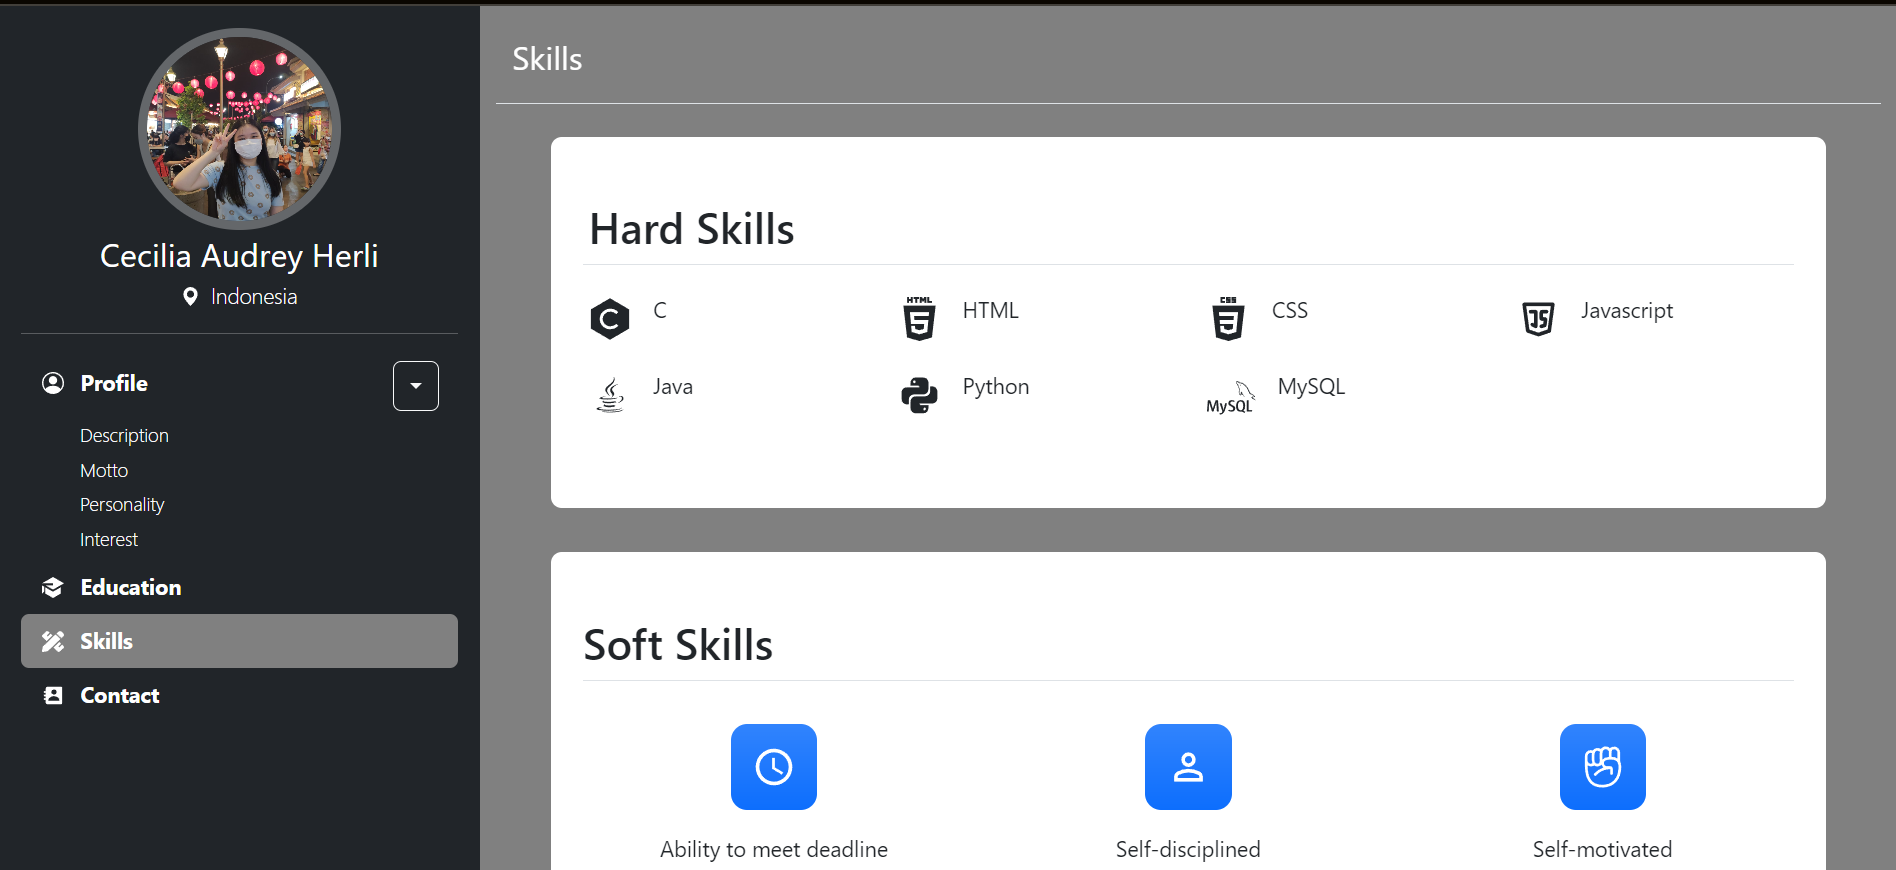 Cecilia Audrey Herli
Indonesia
Profile
Description
Motto
Personality
Interest
Education
Skills
Contact
Skills
Hard Skills
C
C
HTML
HTML
CSS
CSS
JS
Javascript
Java
Python
MySQL
MySQL
Soft Skills
Ability to meet deadline
Self-disciplined
Self-motivated